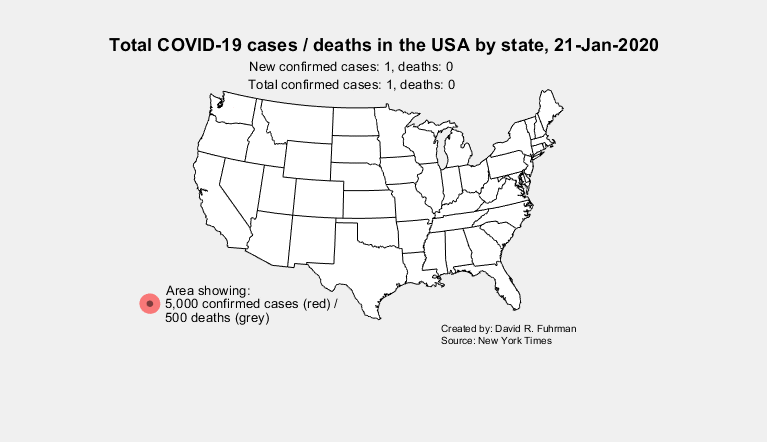 Total COVID-19 cases / deaths in the USA by state, 21-Jan-2020
New confirmed cases: 1, deaths: 0
Total confirmed cases: 1, deaths: 0
Area showing:
5,000 confirmed cases (red) /
500 deaths (grey)
Created by: David R. Fuhrman
Source: New York Times